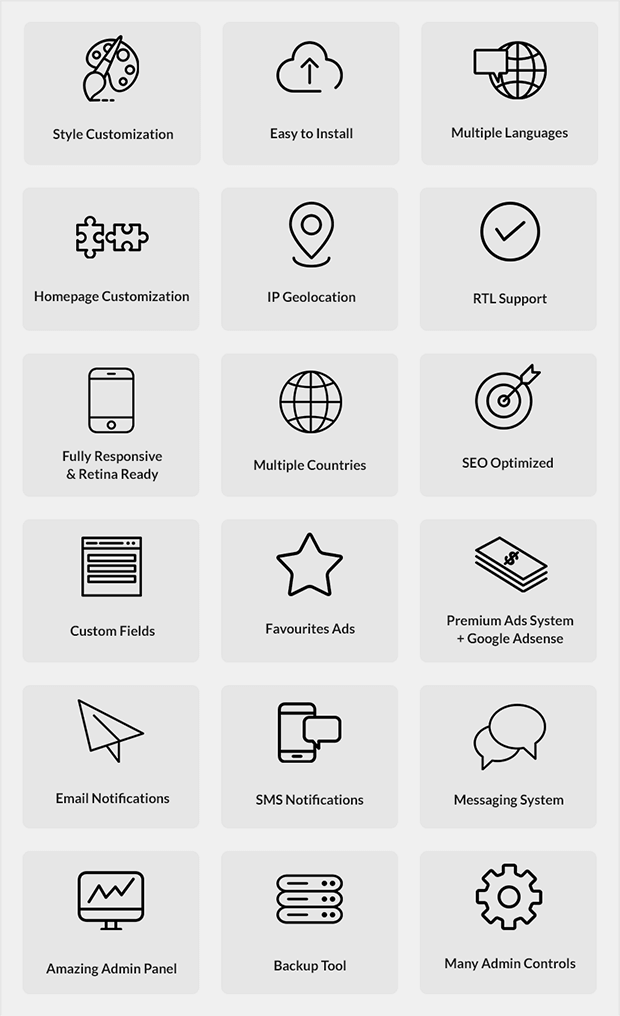 Style Customization
Easy to Install
Multiple Languages
Homepage Customization
IP Geolocation
RTL Support
Fully Responsive
& Retina Ready
Multiple Countries
SEO Optimized
Custom Fields
Favourites Ads
$
Premium Ads System
+ Google Adsense
Email Notifications
SMS Notifications
Messaging System
Amazing Admin Panel
Backup Tool
Many Admin Controls